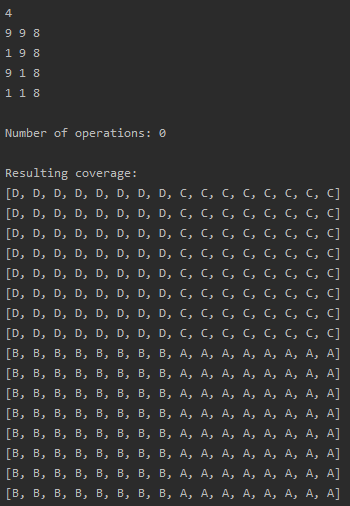 4
9 9 8
1 9 8
9 1 8
1 1 8
Number of operations: 0
Resulting coverage:
[D, D, D, D, D, D, D, D, C, C, C, C, C, C, C, C]
[D, D, D, D, D, D, D, D, C, C, C, C, C, C, C, C]
[D, D, D, D, D, D, D, D, C, C, C, C, C, C, C, C]
[D, D, D, D, D, D, D, D, C, C, C, C, C, C, C, C]
[D, D, D, D, D, D, D, D, C, C, C, C, C, C, C, C]
[D, D, D, D, D, D, D, D, C, C, C, C, C, C, C, C]
[D, D, D, D, D, D, D, D, C, C, C, C, C, C, C, C]
[D, D, D, D, D, D, D, D, C, C, C, C, C, C, C, C]
[B, B, B, B, B, B, B, B, A, A, A, A, A, A, A, A]
[B, B, B, B, B, B, B, B, A, A, A, A, A, A, A, A]
[B, B, B, B, B, B, B, B, A, A, A, A, A, A, A, A]
[B, B, B, B, B, B, B, B, A, A, A, A, A, A, A, A]
[B, B, B, B, B, B, B, B, A, A, A, A, A, A, A, A]
[B, B, B, B, B, B, B, B, A, A, A, A, A, A, A, A]
[B, B, B, B, B, B, B, B, A, A, A, A, A, A, A, A]
[B, B, B, B, B, B, B, B, A, A, A, A, A, A, A, A]